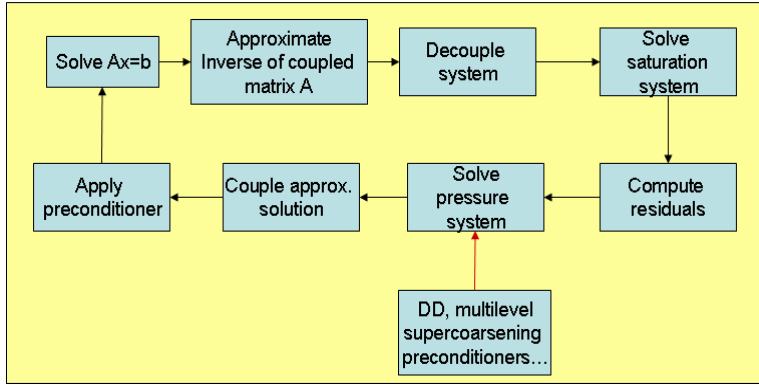 Solve Ax=b
Approximate
Inverse of coupled
matrix A
Decouple
system
Solve
saturation
system
Apply
preconditioner
Couple approx.
solution
Solve
pressure
system
Compute
residuals
DD, multilevel
supercoarsening
preconditioners…